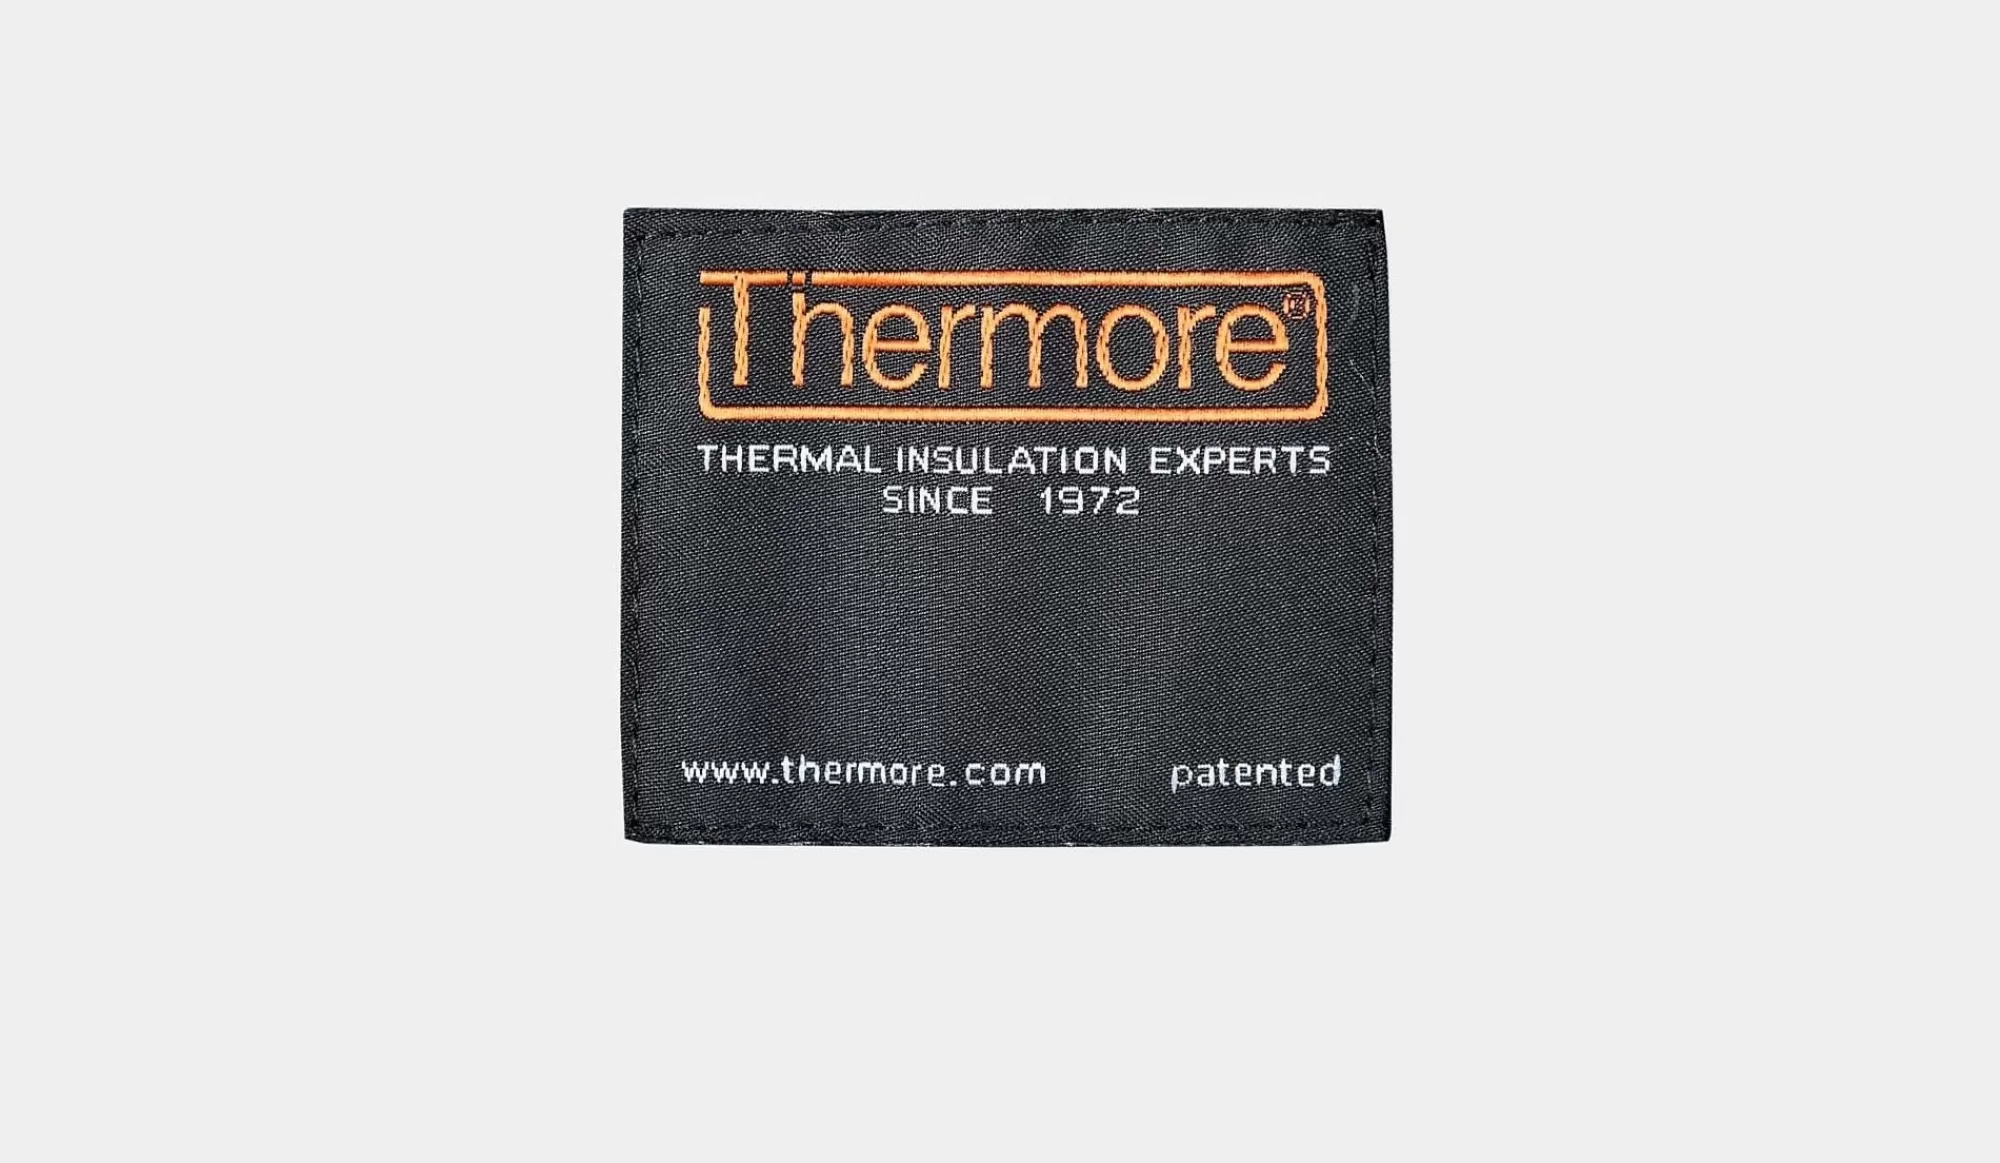 Thermore®
THERMAL INSULATION EXPERTS
SINCE 1972
www.thermore.com
patented